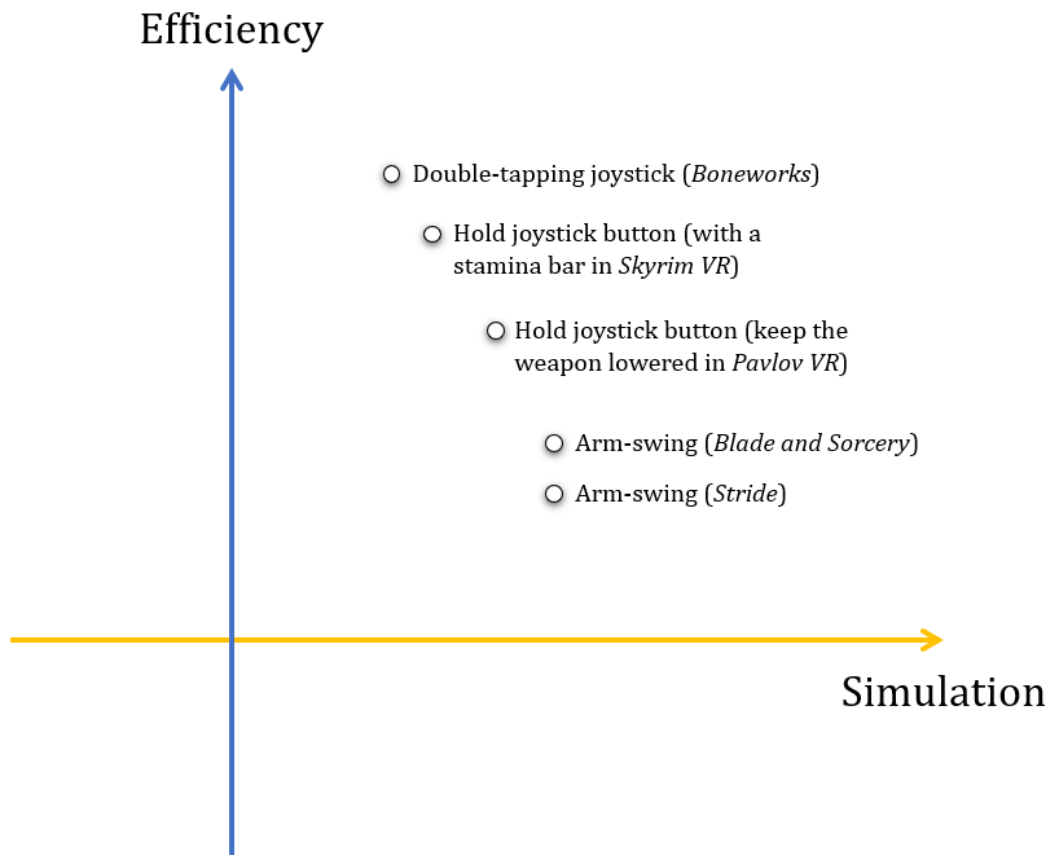 Efficiency
Double-tapping joystick (Boneworks)
Hold joystick button (with a
stamina bar in Skyrim VR)
Hold joystick button (keep the
weapon lowered in Pavlov VR)
Arm-swing (Blade and Sorcery)
Arm-swing (Stride)
Simulation